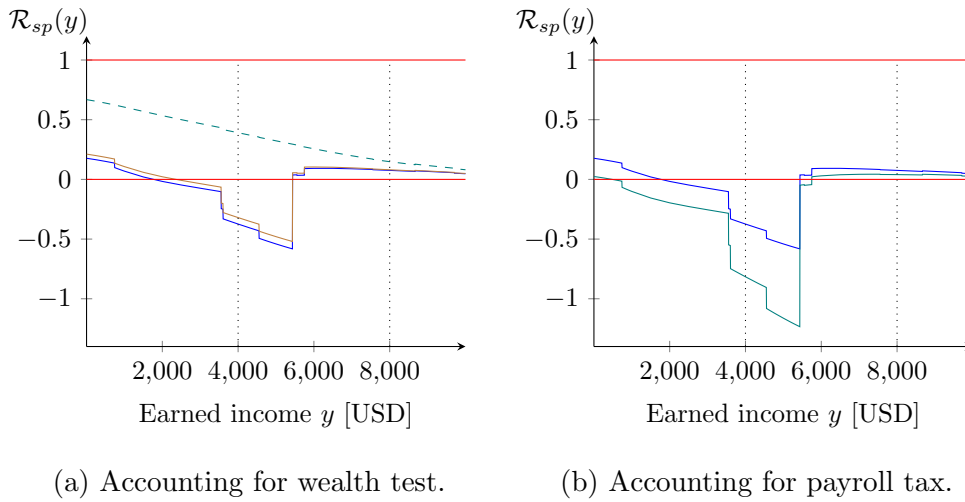 𝓡sp(y)
1
0.5
0
−0.5
−1
2,000 4,000 6,000 8,000
Earned income y [USD]
(a) Accounting for wealth test.
𝓡sp(y)
1
0.5
0
−0.5
−1
2,000 4,000 6,000 8,000
Earned income y [USD]
(b) Accounting for payroll tax.